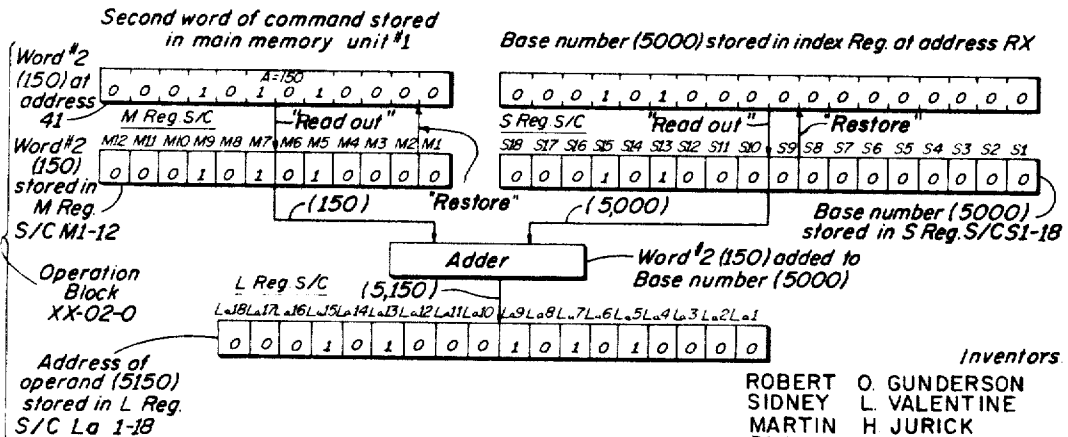 Second word of command stored
in main memory unit #1
Base number (5000) stored in index Reg. at address RX
Word #2
(150) at
address
41
A=150
0 0 0 1 0 1 0 1 0 0 0 0
0 0 0 1 0 1 0 0 0 0 0 0 0 0 0 0 0 0
M Reg. S/C
"Read out"
S Reg. S/C
"Read out"
"Restore"
Word #2
(150)
stored in
M Reg.
S/C M1-12
M12 M11 M10 M9 M8 M7 M6 M5 M4 M3 M2 M1
0 0 0 1 0 1 0 1 0 0 0 0
S18 S17 S16 S15 S14 S13 S12 S11 S10 S9 S8 S7 S6 S5 S4 S3 S2 S1
0 0 0 1 0 1 0 0 0 0 0 0 0 0 0 0 0 0
"Restore"
(150)
(5,000)
Base number (5000)
stored in S Reg. S/C S1-18
Adder
Word #2 (150) added to
Base number (5000)
Operation
Block
XX-02-0
L Reg. S/C
(5,150)
La18 La17 La16 La15 La14 La13 La12 La11 La10 La9 La8 La7 La6 La5 La4 La3 La2 La1
0 0 0 1 0 1 0 0 0 1 0 1 0 1 0 0 0 0
Address of
operand (5150)
stored in L Reg.
S/C La 1-18
Inventors
ROBERT O. GUNDERSON
SIDNEY L. VALENTINE
MARTIN H JURICK